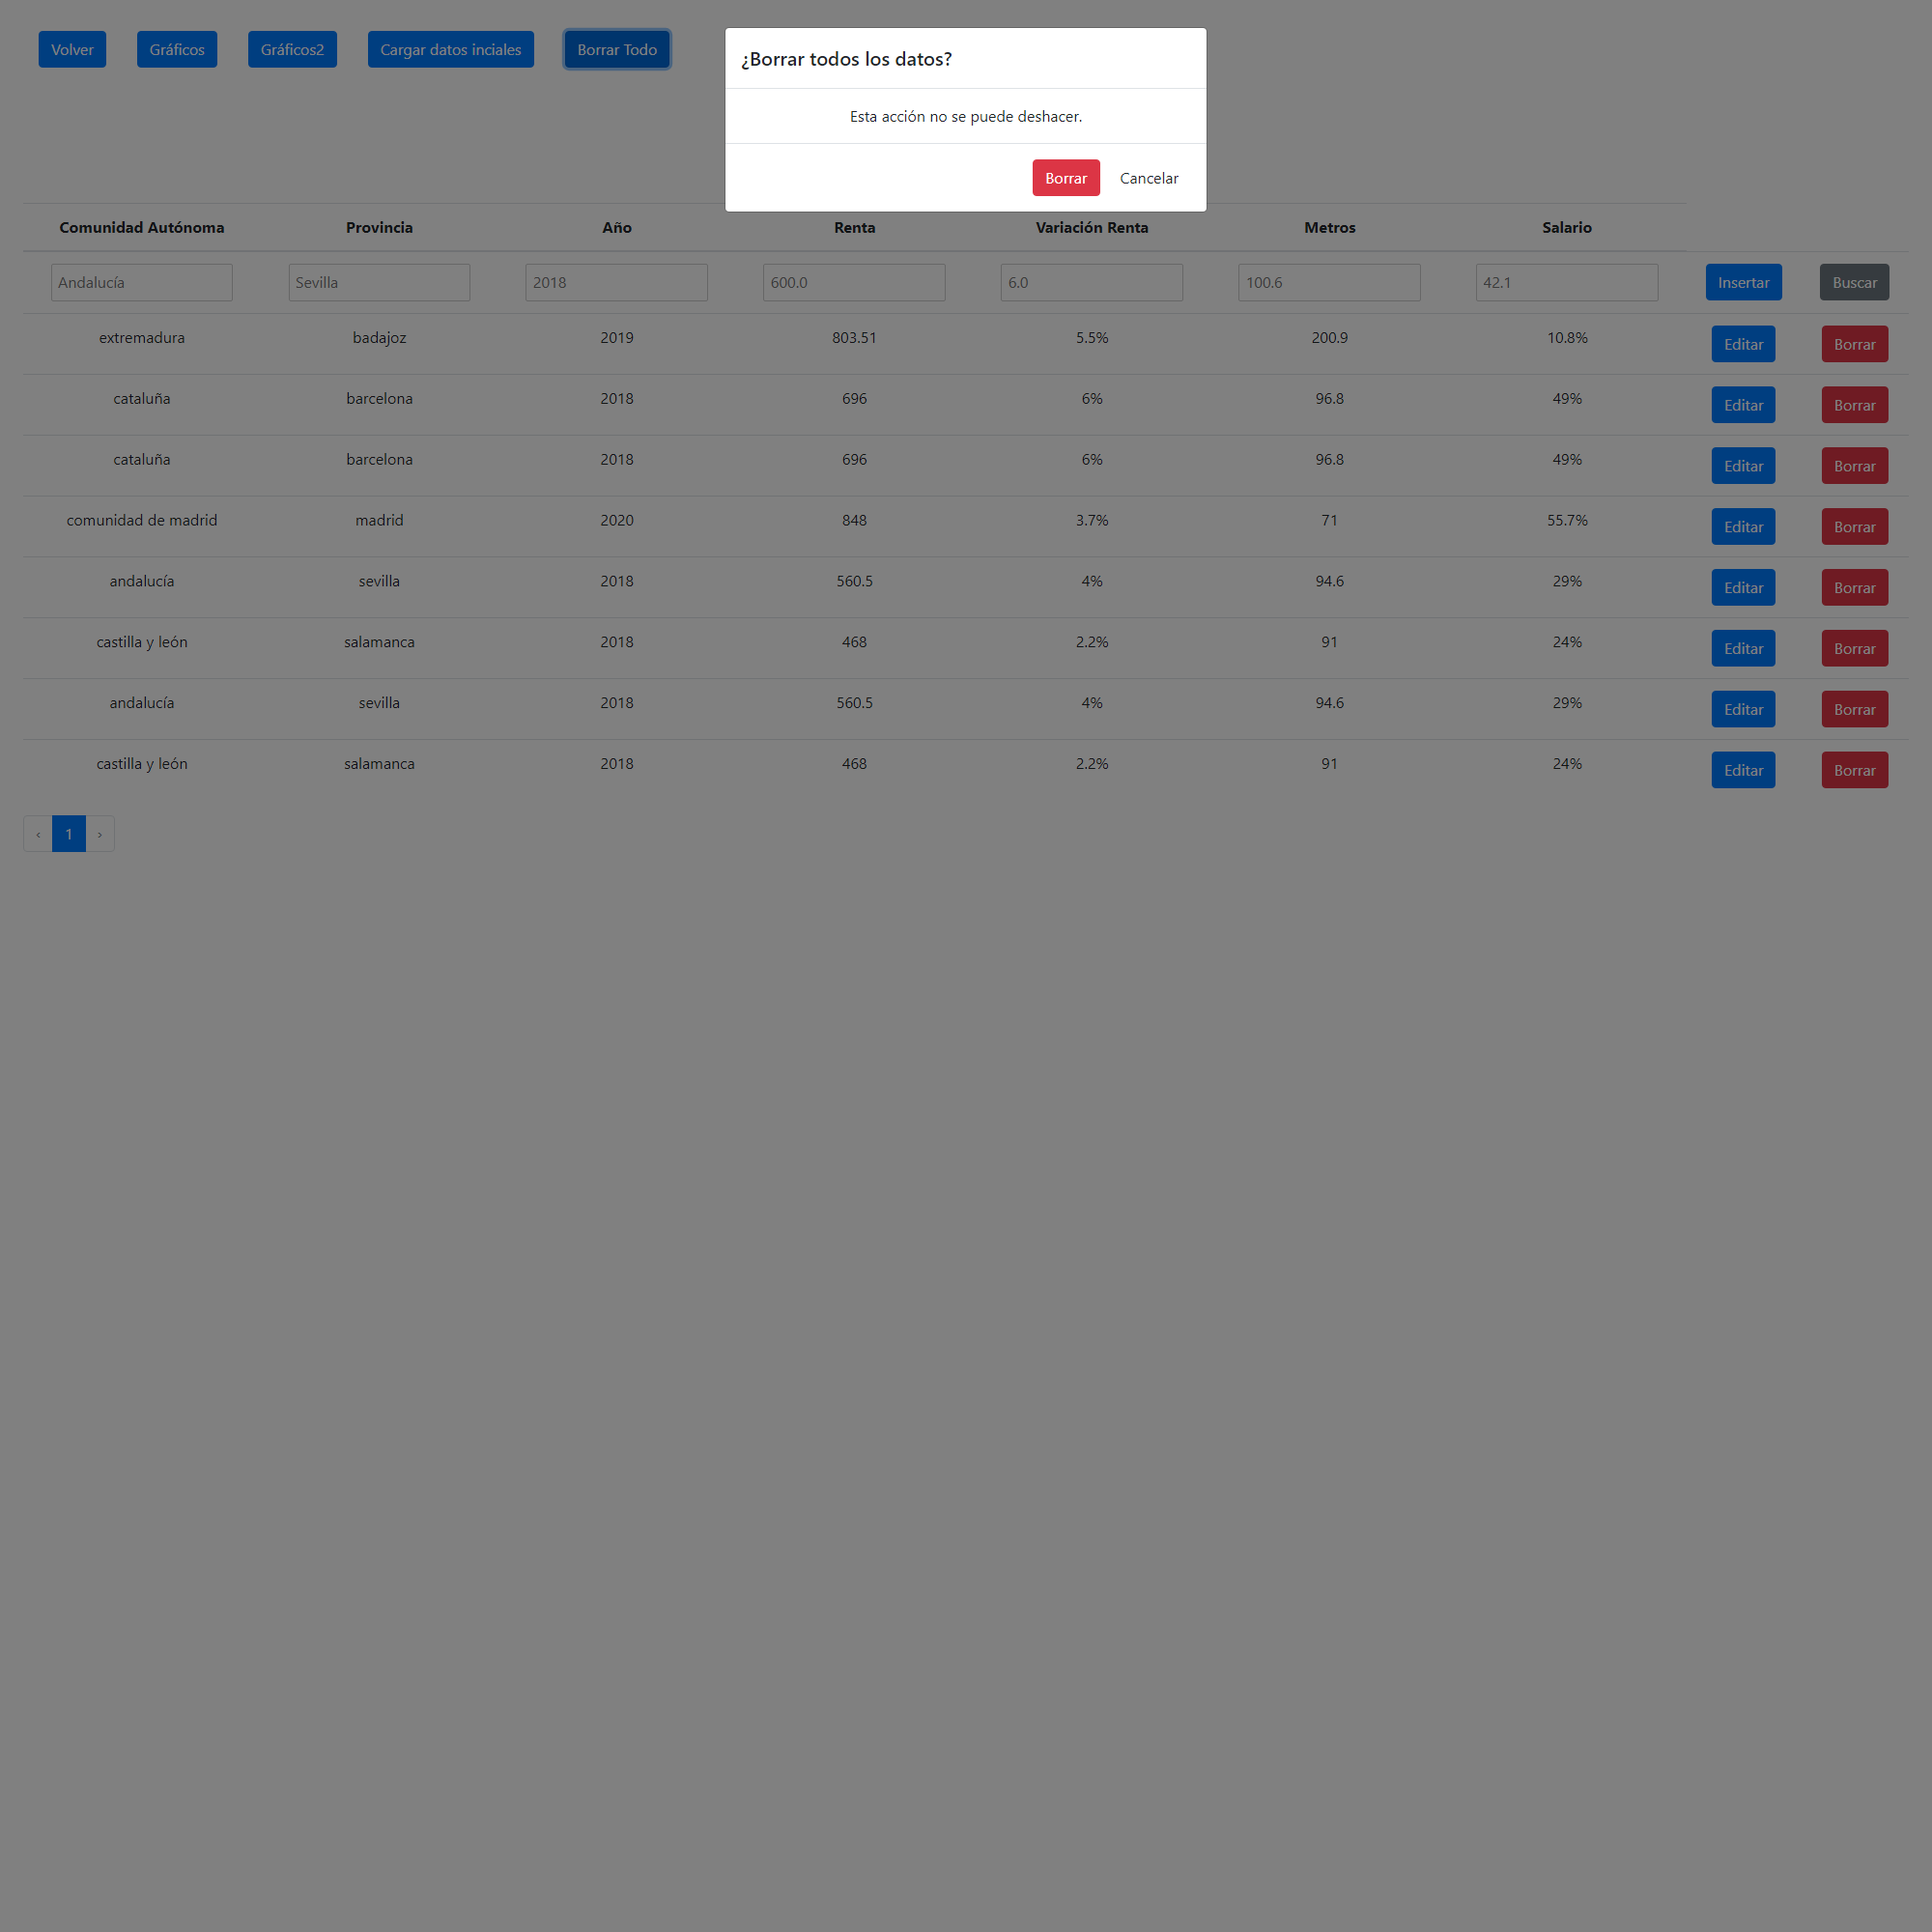 Volver Gráficos Gráficos2 Cargar datos inciales Borrar Todo
¿Borrar todos los datos?
Esta acción no se puede deshacer.
Borrar Cancelar
Comunidad Autónoma Provincia Año Renta Variación Renta Metros Salario
Andalucía Sevilla 2018 600.0 6.0 100.6 42.1 Insertar Buscar
extremadura badajoz 2019 803.51 5.5% 200.9 10.8% Editar Borrar
cataluña barcelona 2018 696 6% 96.8 49% Editar Borrar
cataluña barcelona 2018 696 6% 96.8 49% Editar Borrar
comunidad de madrid madrid 2020 848 3.7% 71 55.7% Editar Borrar
andalucía sevilla 2018 560.5 4% 94.6 29% Editar Borrar
castilla y león salamanca 2018 468 2.2% 91 24% Editar Borrar
andalucía sevilla 2018 560.5 4% 94.6 29% Editar Borrar
castilla y león salamanca 2018 468 2.2% 91 24% Editar Borrar
‹ 1 ›